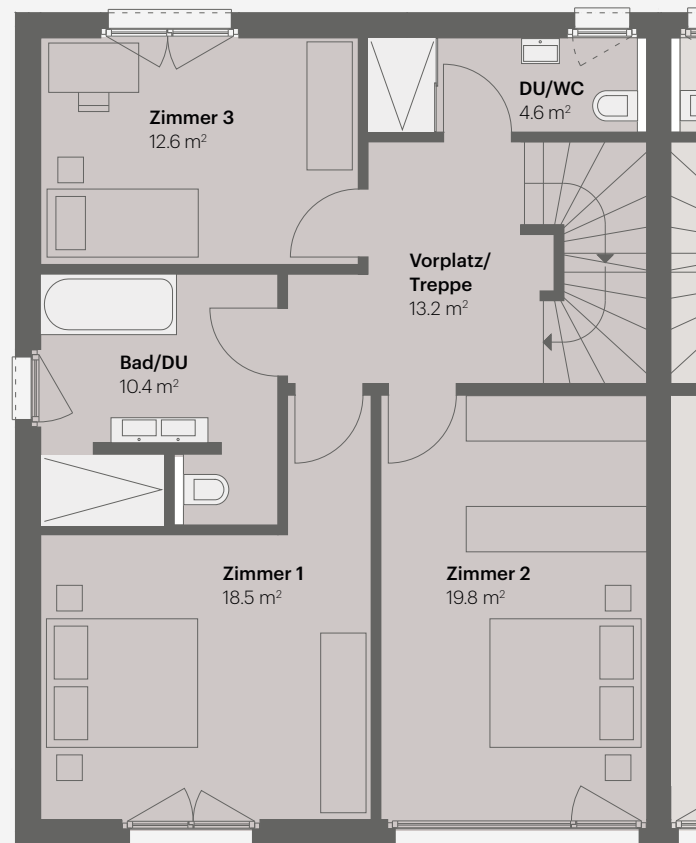 Zimmer 3
12.6 m²
DU/WC
4.6 m²
Vorplatz/
Treppe
13.2 m²
Bad/DU
10.4 m²
Zimmer 1
18.5 m²
Zimmer 2
19.8 m²